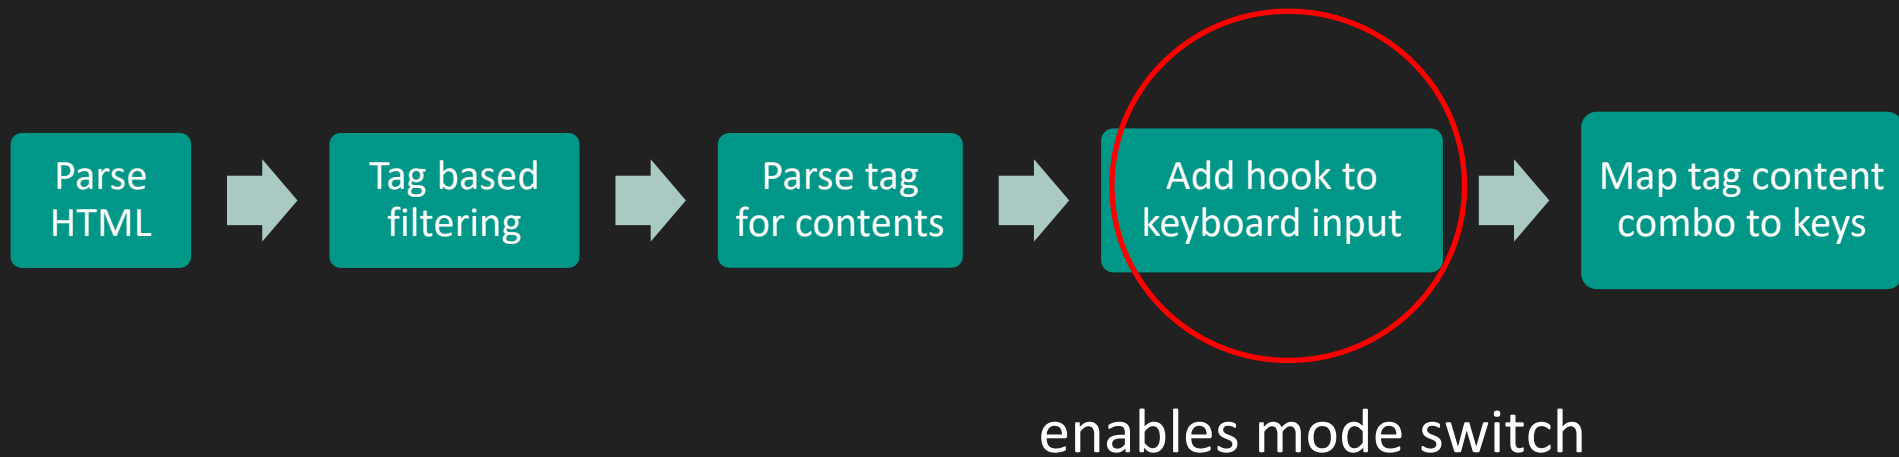 Parse
HTML
Tag based
filtering
Parse tag
for contents
Add hook to
keyboard input
Map tag content
combo to keys
enables mode switch